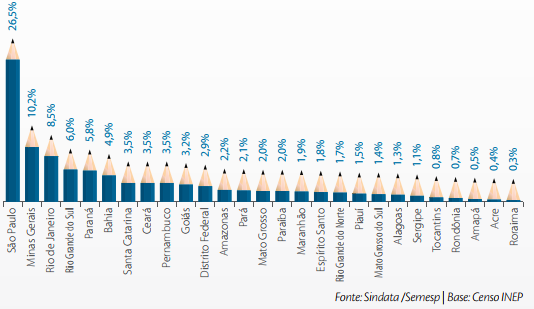 26,5%
10,2%
8,5%
6,0%
5,8%
4,9%
3,5%
3,5%
3,5%
3,2%
2,9%
2,2%
2,1%
2,0%
2,0%
1,9%
1,8%
1,7%
1,5%
1,4%
1,3%
1,1%
0,8%
0,7%
0,5%
0,4%
0,3%
São Paulo
Minas Gerais
Rio de Janeiro
Rio Grande do Sul
Paraná
Bahia
Santa Catarina
Ceará
Pernambuco
Goiás
Distrito Federal
Amazonas
Pará
Mato Grosso
Paraíba
Maranhão
Espírito Santo
Rio Grande do Norte
Piauí
Mato Grosso do Sul
Alagoas
Sergipe
Tocantins
Rondônia
Amapá
Acre
Roraima
Fonte: Sindata /Semesp | Base: Censo INEP